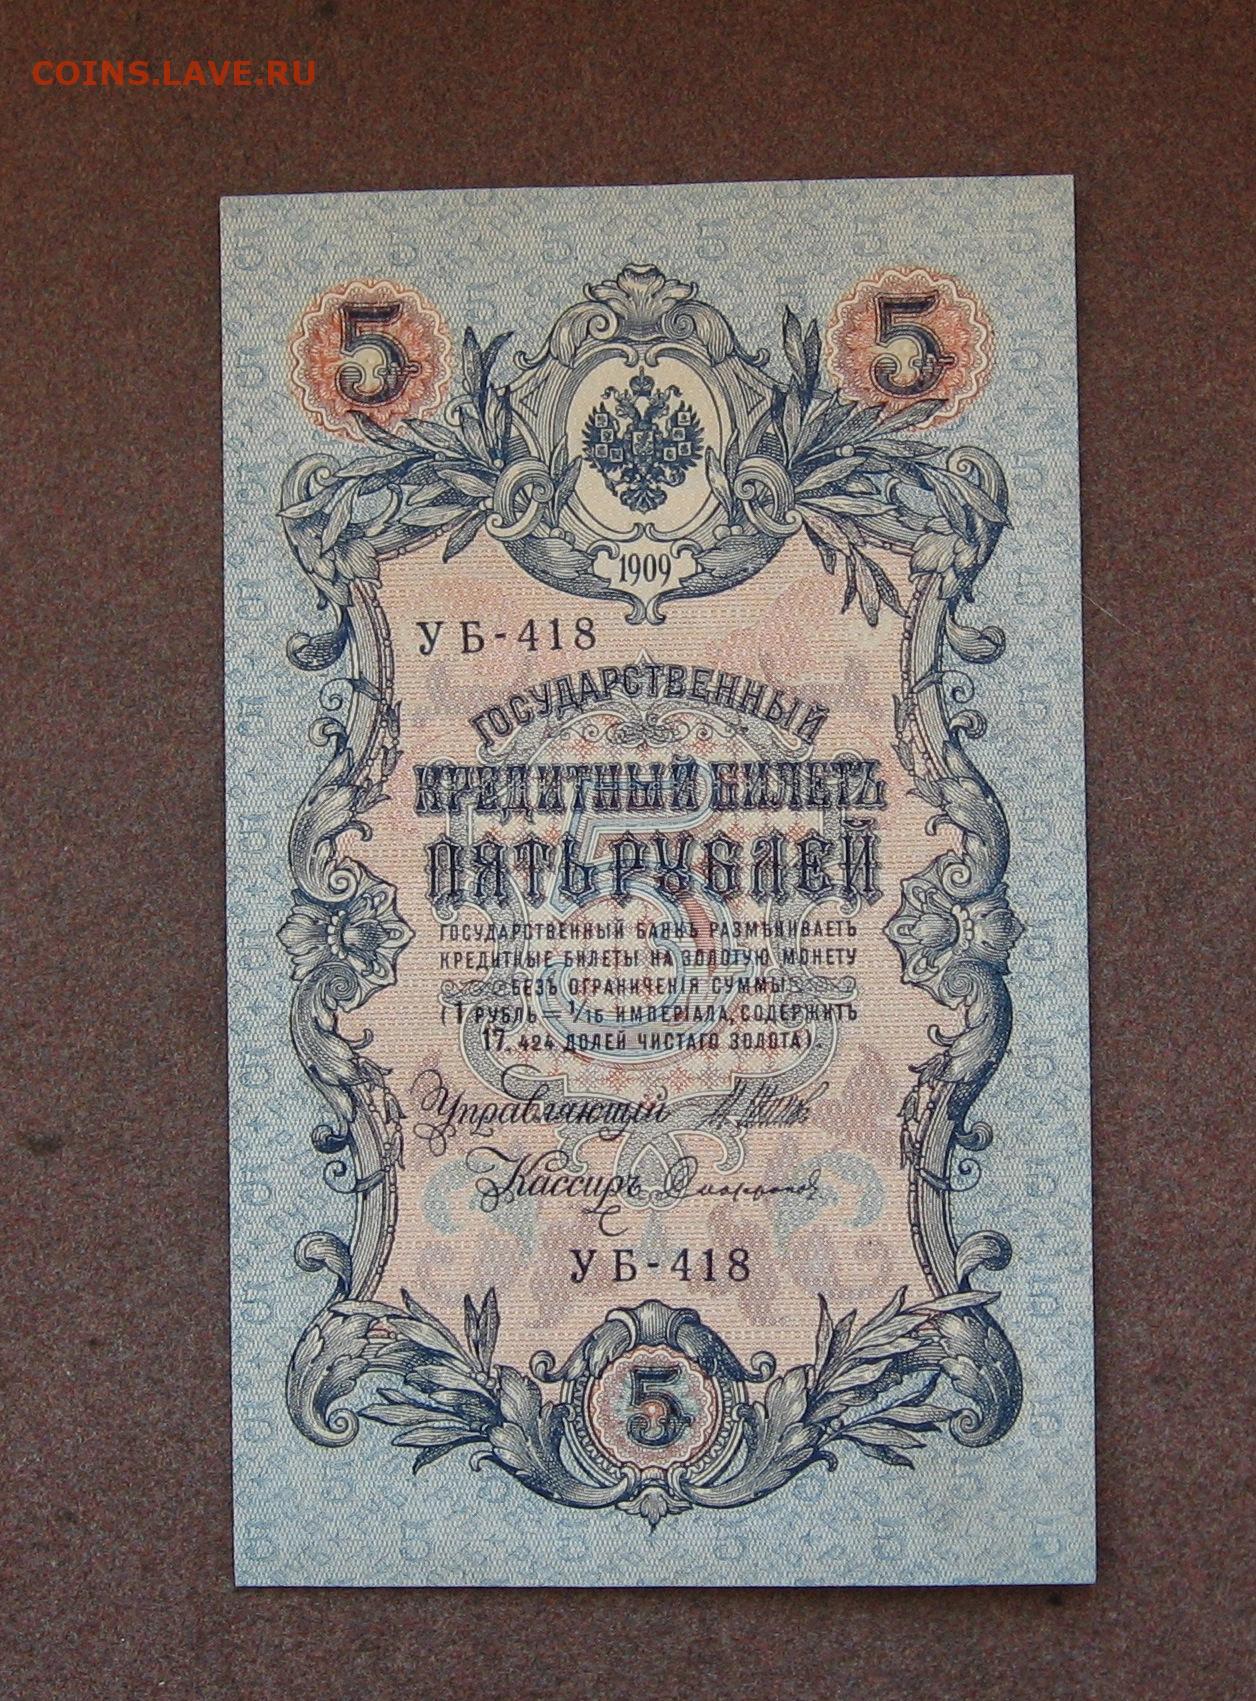 COINS.LAVE.RU
5 5
1909
УБ-418
ГОСУДАРСТВЕННЫЙ
КРЕДИТНЫЙ БИЛЕТЪ
ПЯТЬ РУБЛЕЙ
ГОСУДАРСТВЕННЫЙ БАНКЪ РАЗМѢНИВАЕТЪ
КРЕДИТНЫЕ БИЛЕТЫ НА ЗОЛОТУЮ МОНЕТУ
БЕЗЪ ОГРАНИЧЕНІЯ СУММЫ
(1 РУБЛЬ = 1/15 ИМПЕРІАЛА, СОДЕРЖИТЪ
17,424 ДОЛЕЙ ЧИСТАГО ЗОЛОТА).
Управляющій
Кассиръ
УБ-418
5